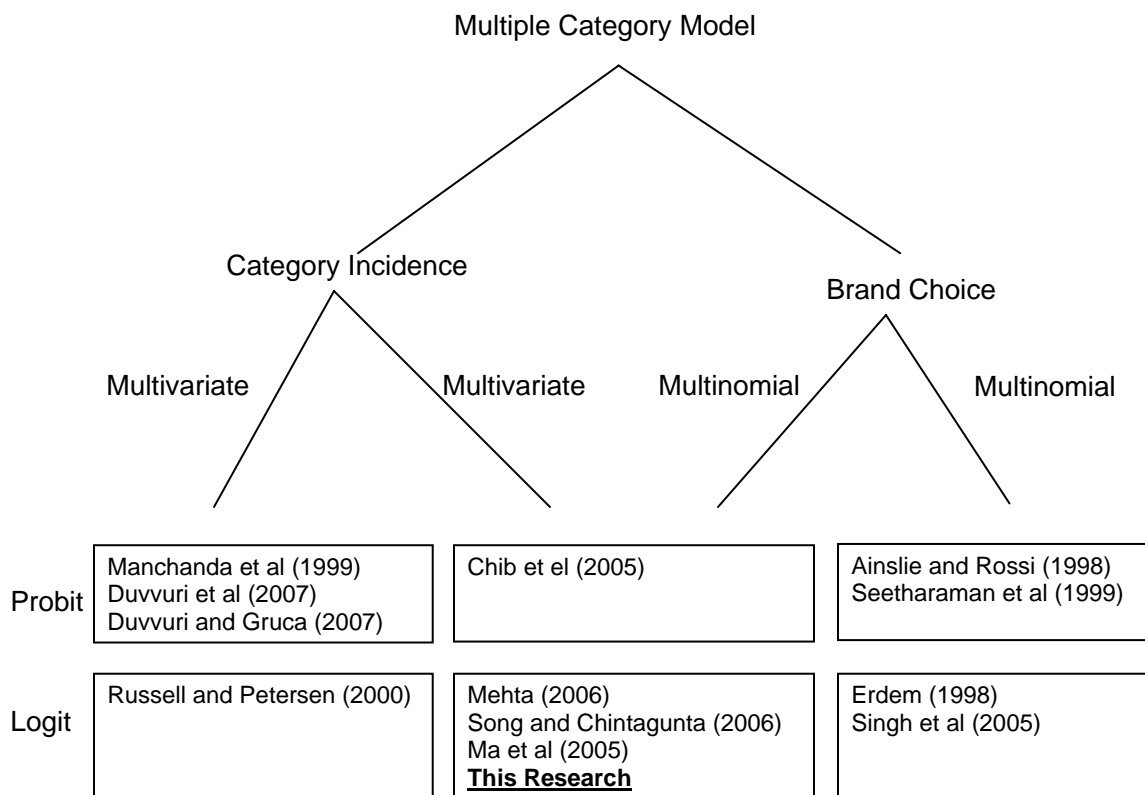 Multiple Category Model
Category Incidence
Brand Choice
Multivariate
Multivariate
Multinomial
Multinomial
Probit
Manchanda et al (1999)
Duvvuri et al (2007)
Duvvuri and Gruca (2007)
Chib et el (2005)
Ainslie and Rossi (1998)
Seetharaman et al (1999)
Logit
Russell and Petersen (2000)
Mehta (2006)
Song and Chintagunta (2006)
Ma et al (2005)
This Research
Erdem (1998)
Singh et al (2005)